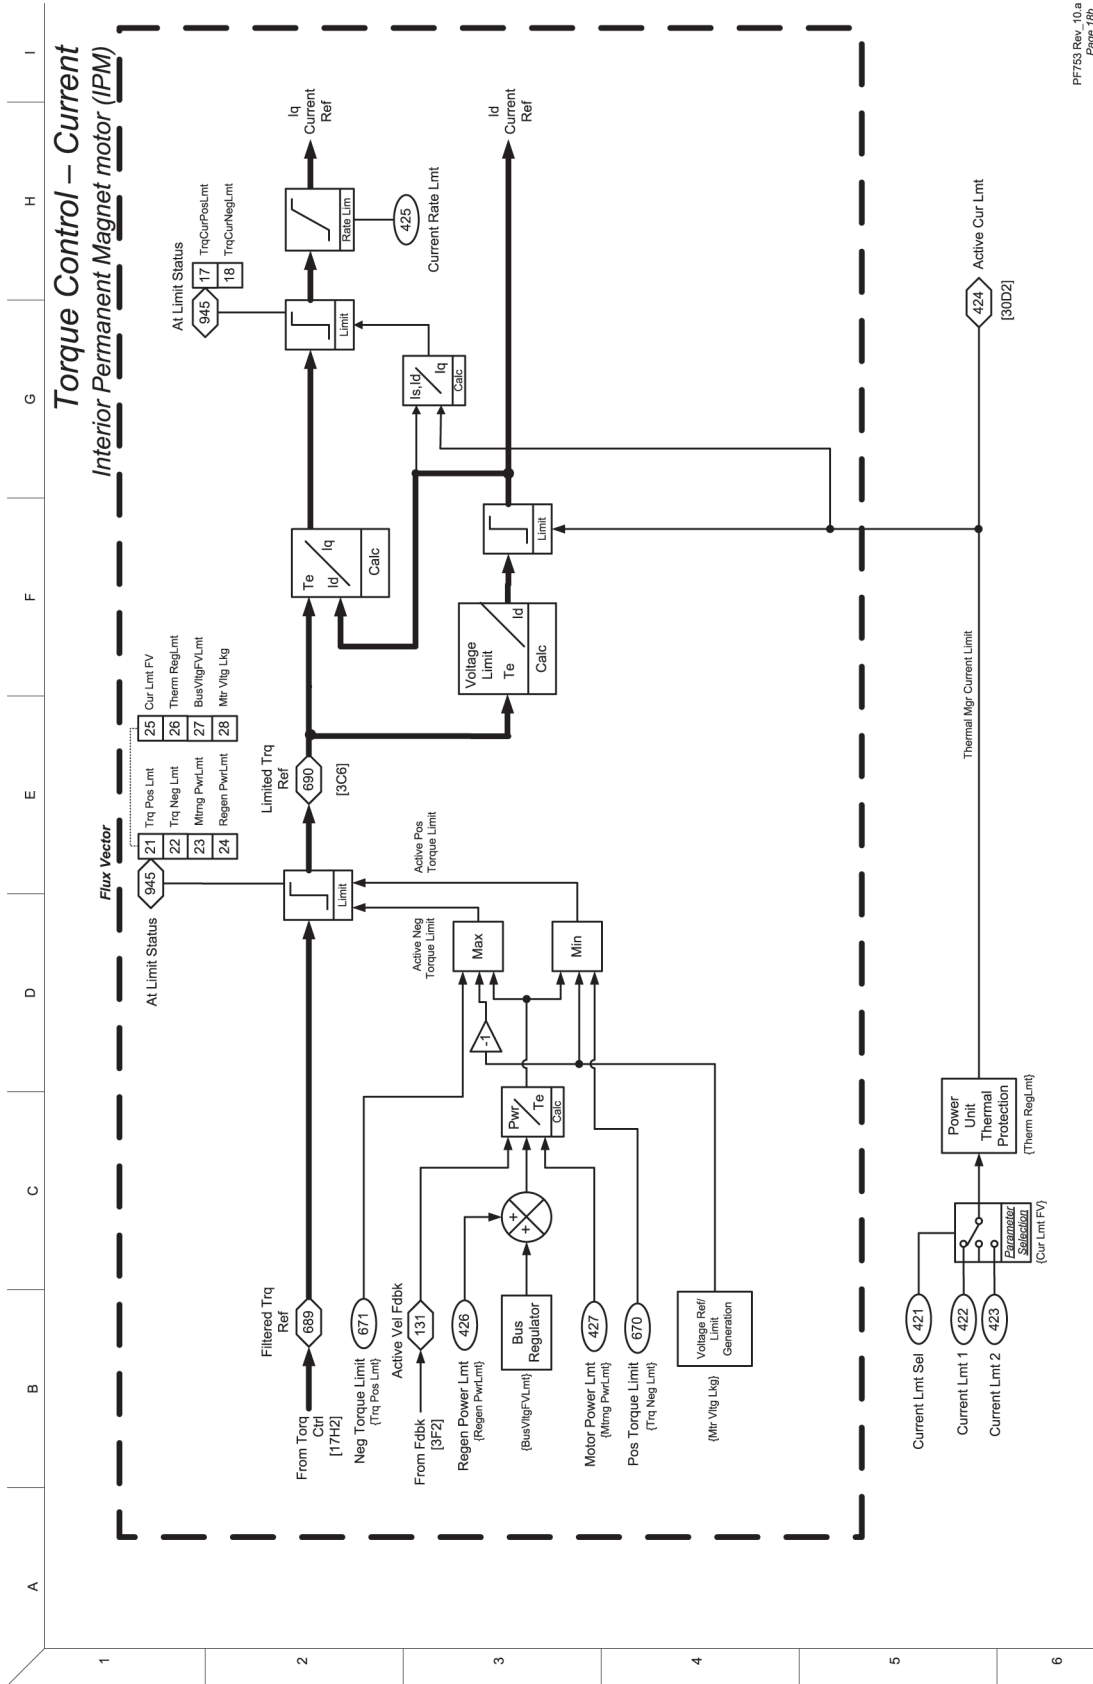 Torque Control – Current
Interior Permanent Magnet motor (IPM)
A
B
C
D
E
F
G
H
I
1
2
3
4
5
6
Flux Vector
At Limit Status
945
21 Trq Pos Lmt
22 Trq Neg Lmt
23 Mtrng PwrLmt
24 Regen PwrLmt
25 Cur Lmt FV
26 Therm RegLmt
27 BusVltgFVLmt
28 Mtr Vltg Lkg
At Limit Status
945
17 TrqCurPosLmt
18 TrqCurNegLmt
From Torq
Ctrl
[17H2]
Filtered Trq
Ref
689
Limit
Limited Trq
Ref
690
[3C6]
Te
Iq
Id
Calc
Limit
Rate Lim
Iq
Current
Ref
425
Current Rate Lmt
Neg Torque Limit
{Trq Pos Lmt}
671
Active Vel Fdbk
From Fdbk
[3F2]
131
Regen Power Lmt
{Regen PwrLmt}
426
{BusVltgFVLmt}
Bus
Regulator
+
+
Pwr
Te
Calc
Motor Power Lmt
{Mtrng PwrLmt}
427
Pos Torque Limit
{Trq Neg Lmt}
670
{Mtr Vltg Lkg}
Voltage Ref/
Limit
Generation
-1
Max
Min
Active Neg
Torque Limit
Active Pos
Torque Limit
Voltage
Limit
Te
Id
Calc
Limit
Is,Id
Iq
Calc
Id
Current
Ref
Current Lmt Sel
421
Current Lmt 1
422
Current Lmt 2
423
Parameter
Selection
{Cur Lmt FV}
Power
Unit
Thermal
Protection
{Therm RegLmt}
Thermal Mgr Current Limit
424
Active Cur Lmt
[30D2]
PF753 Rev_10.a
Page 18b